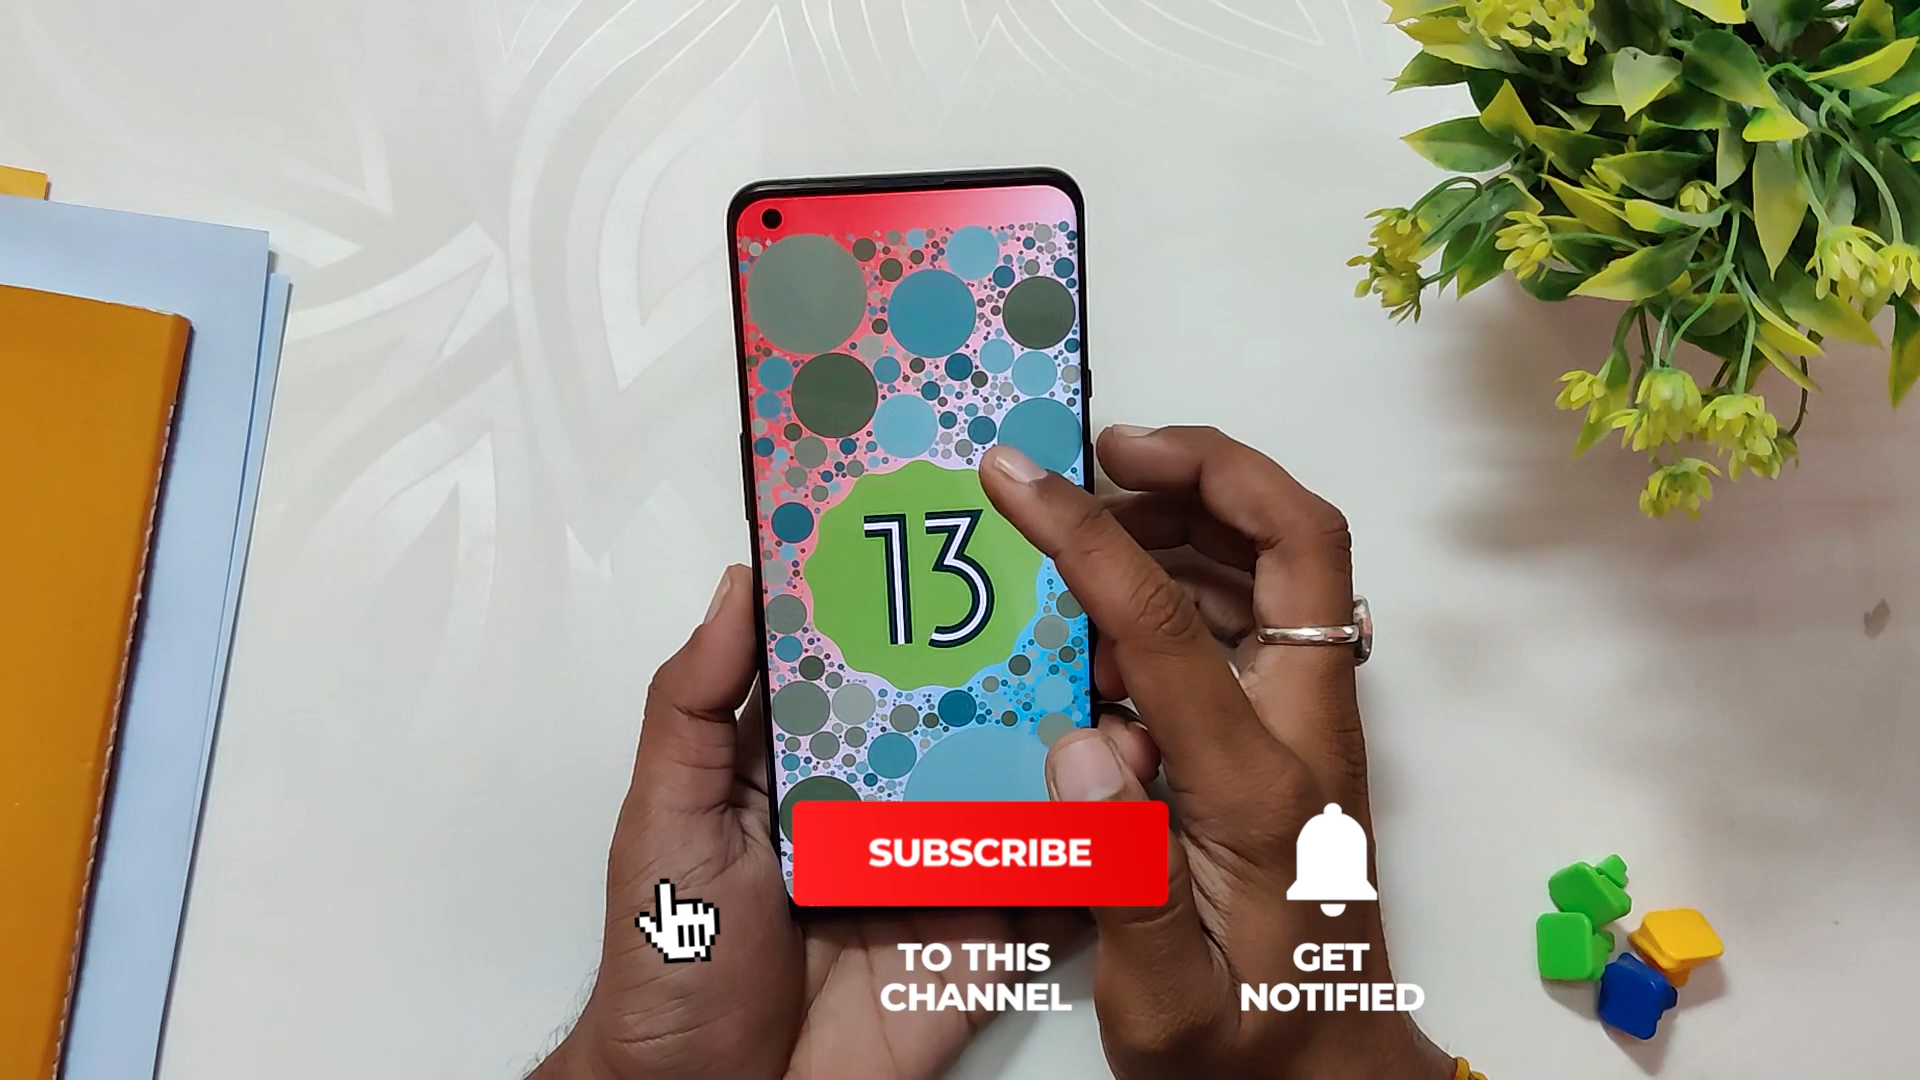 13
SUBSCRIBE
TO THIS
CHANNEL
GET
NOTIFIED